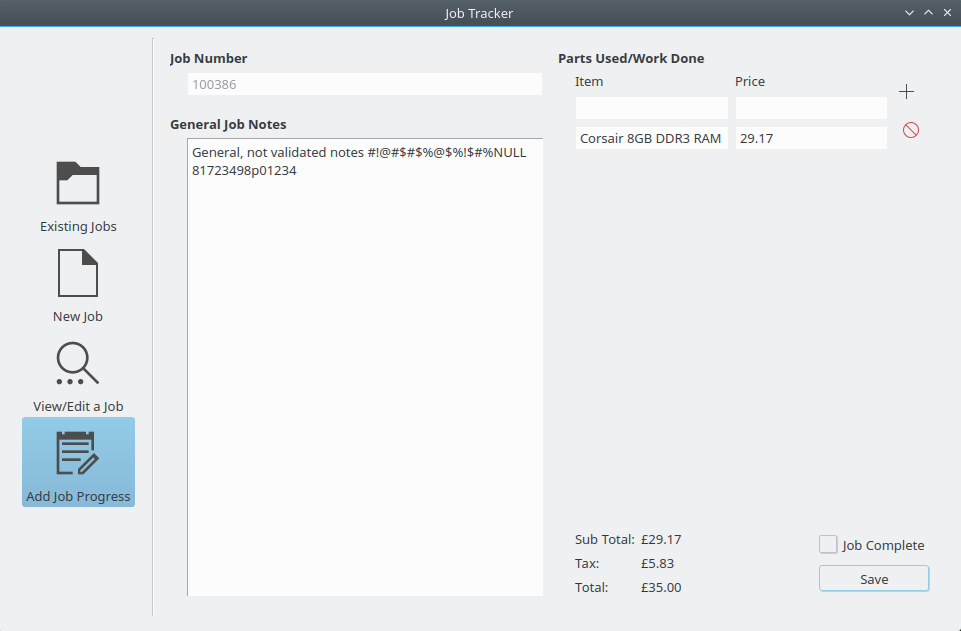 Job Tracker
Existing Jobs
New Job
View/Edit a Job
Add Job Progress
Job Number
100386
General Job Notes
General, not validated notes #!@#$#$%@$%!$#%NULL
81723498p01234
Parts Used/Work Done
Item Price
Corsair 8GB DDR3 RAM 29.17
Sub Total: £29.17
Tax: £5.83
Total: £35.00
Job Complete
Save